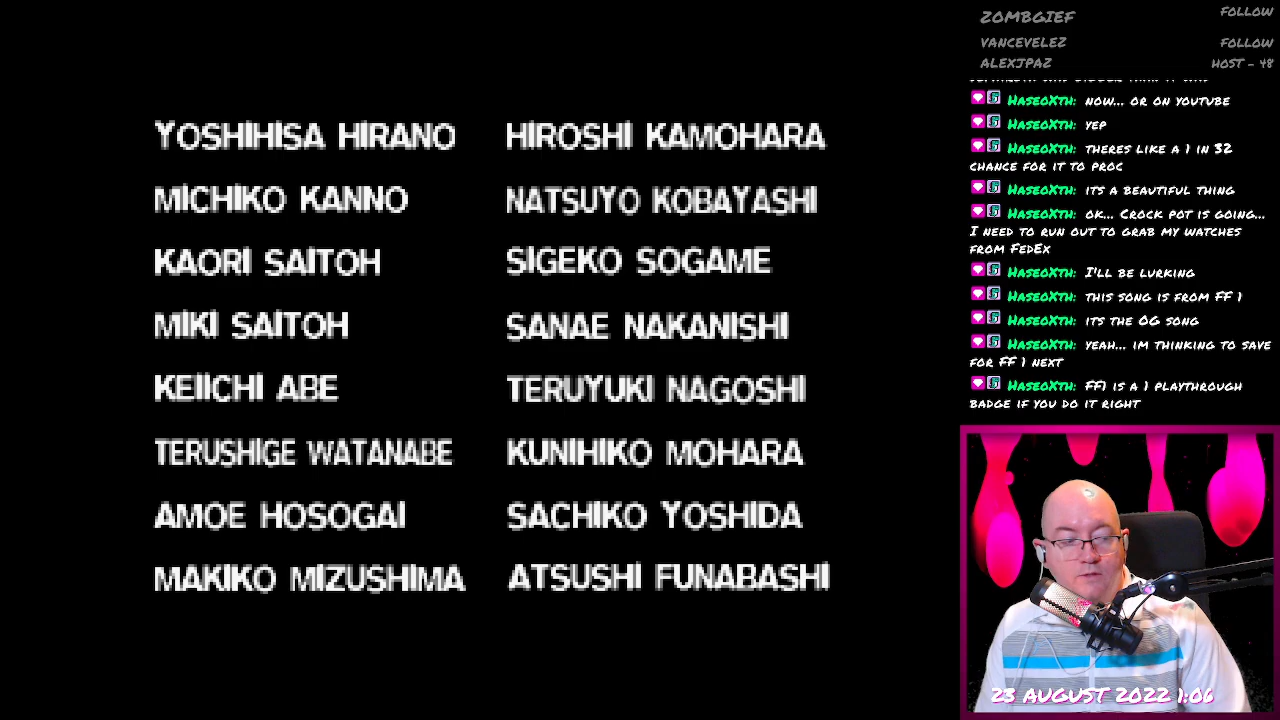 YOSHIHISA HIRANO HIROSHI KAMOHARA
MICHIKO KANNO NATSUYO KOBAYASHI
KAORI SAITOH SIGEKO SOGAME
MIKI SAITOH SANAE NAKANISHI
KEIICHI ABE TERUYUKI NAGOSHI
TERUSHIGE WATANABE KUNIHIKO MOHARA
AMOE HOSOGAI SACHIKO YOSHIDA
MAKIKO MIZUSHIMA ATSUSHI FUNABASHI
ZOMBGIEF FOLLOW
VANCEVELEZ FOLLOW
ALEXJPAZ HOST - 48
HaseoXth: NOW... OR ON YOUTUBE
HaseoXth: YEP
HaseoXth: THERES LIKE A 1 IN 32
CHANCE FOR IT TO PROC
HaseoXth: ITS A BEAUTIFUL THING
HaseoXth: OK... CROCK POT IS GOING...
I NEED TO RUN OUT TO GRAB MY WATCHES
FROM FEDEX
HaseoXth: I'LL BE LURKING
HaseoXth: THIS SONG IS FROM FF 1
HaseoXth: ITS THE OG SONG
HaseoXth: YEAH... IM THINKING TO SAVE
FOR FF 1 NEXT
HaseoXth: FF1 IS A 1 PLAYTHROUGH
BADGE IF YOU DO IT RIGHT
23 AUGUST 2022 1:06